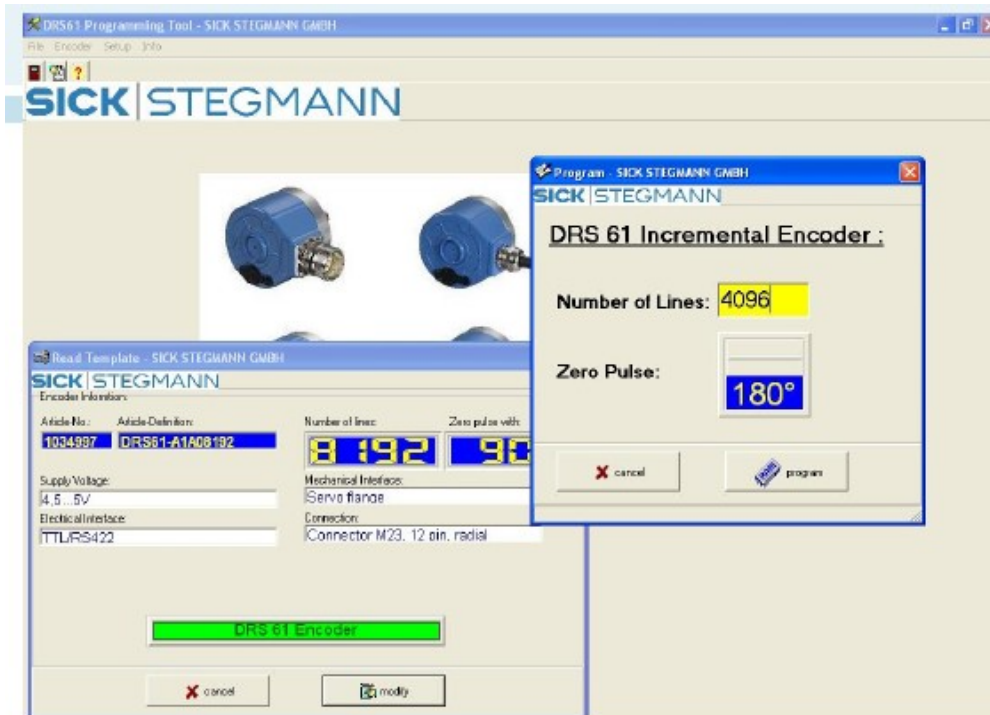 DRS61 Programming Tool - SICK STEGMANN GMBH
File Encoder Setup Info
SICK STEGMANN
Program - SICK STEGMANN GMBH
SICK STEGMANN
DRS 61 Incremental Encoder :
Number of Lines: 4096
Zero Pulse:
180°
cancel program
Read Template - SICK STEGMANN GMBH
SICK STEGMANN
Encoder Information:
Article-No.: Article-Definition: Number of lines: Zero pulse with:
1034997 DRS61-A1A08192 8192 90
Supply Voltage: Mechanical Interface:
4,5...5V Servo flange
Electrical Interface: Connection:
TTL/RS422 Connector M23, 12 pin, radial
DRS 61 Encoder
cancel modify